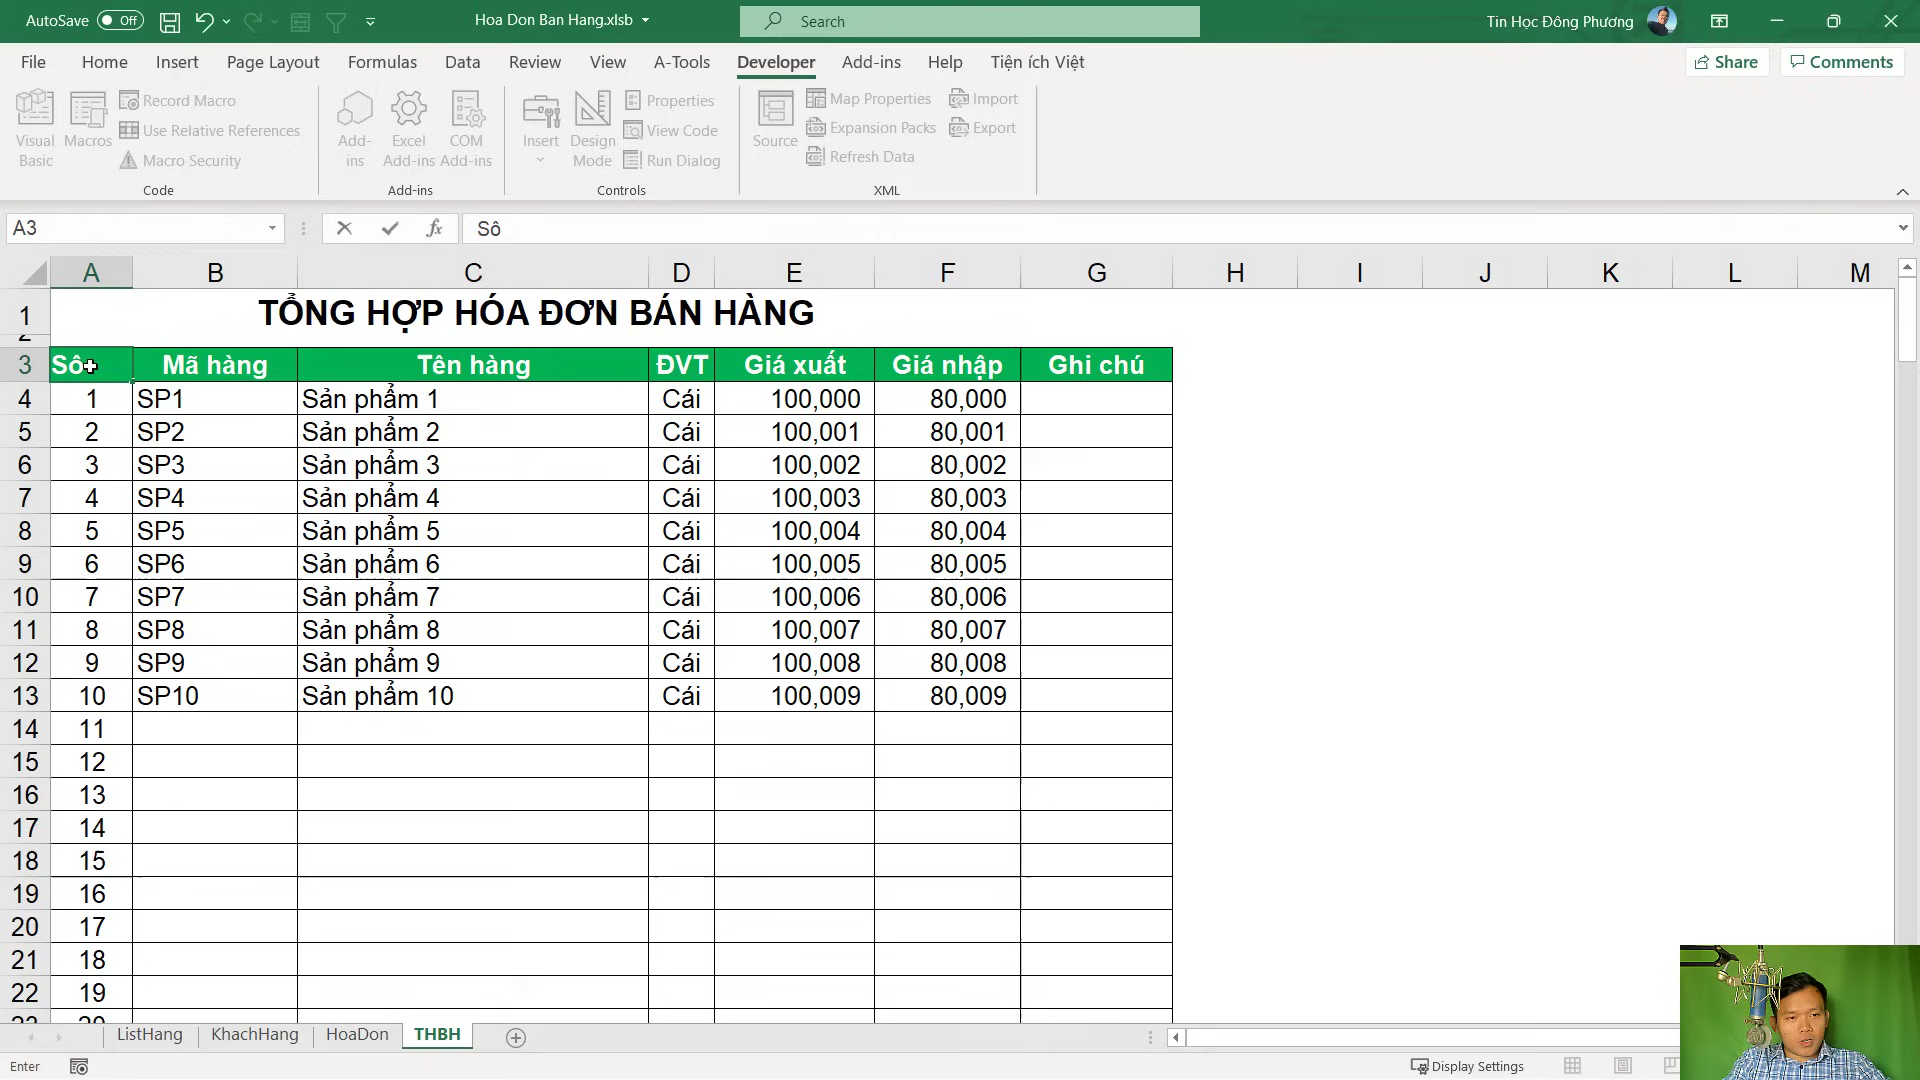 AutoSave Off Hoa Don Ban Hang.xlsb Search Tin Học Đông Phương
File Home Insert Page Layout Formulas Data Review View A-Tools Developer Add-ins Help Tiện ích Việt Share Comments
Visual Basic Macros Record Macro Use Relative References Macro Security
Add-ins Excel Add-ins COM Add-ins
Insert Design Mode Properties View Code Run Dialog
Source Map Properties Expansion Packs Refresh Data Import Export
Code Add-ins Controls XML
A3 fx Sô
A B C D E F G H I J K L M
1 TỔNG HỢP HÓA ĐƠN BÁN HÀNG
2
3 Sô Mã hàng Tên hàng ĐVT Giá xuất Giá nhập Ghi chú
4 1 SP1 Sản phẩm 1 Cái 100,000 80,000
5 2 SP2 Sản phẩm 2 Cái 100,001 80,001
6 3 SP3 Sản phẩm 3 Cái 100,002 80,002
7 4 SP4 Sản phẩm 4 Cái 100,003 80,003
8 5 SP5 Sản phẩm 5 Cái 100,004 80,004
9 6 SP6 Sản phẩm 6 Cái 100,005 80,005
10 7 SP7 Sản phẩm 7 Cái 100,006 80,006
11 8 SP8 Sản phẩm 8 Cái 100,007 80,007
12 9 SP9 Sản phẩm 9 Cái 100,008 80,008
13 10 SP10 Sản phẩm 10 Cái 100,009 80,009
14 11
15 12
16 13
17 14
18 15
19 16
20 17
21 18
22 19
23 20
ListHang KhachHang HoaDon THBH
Enter Display Settings